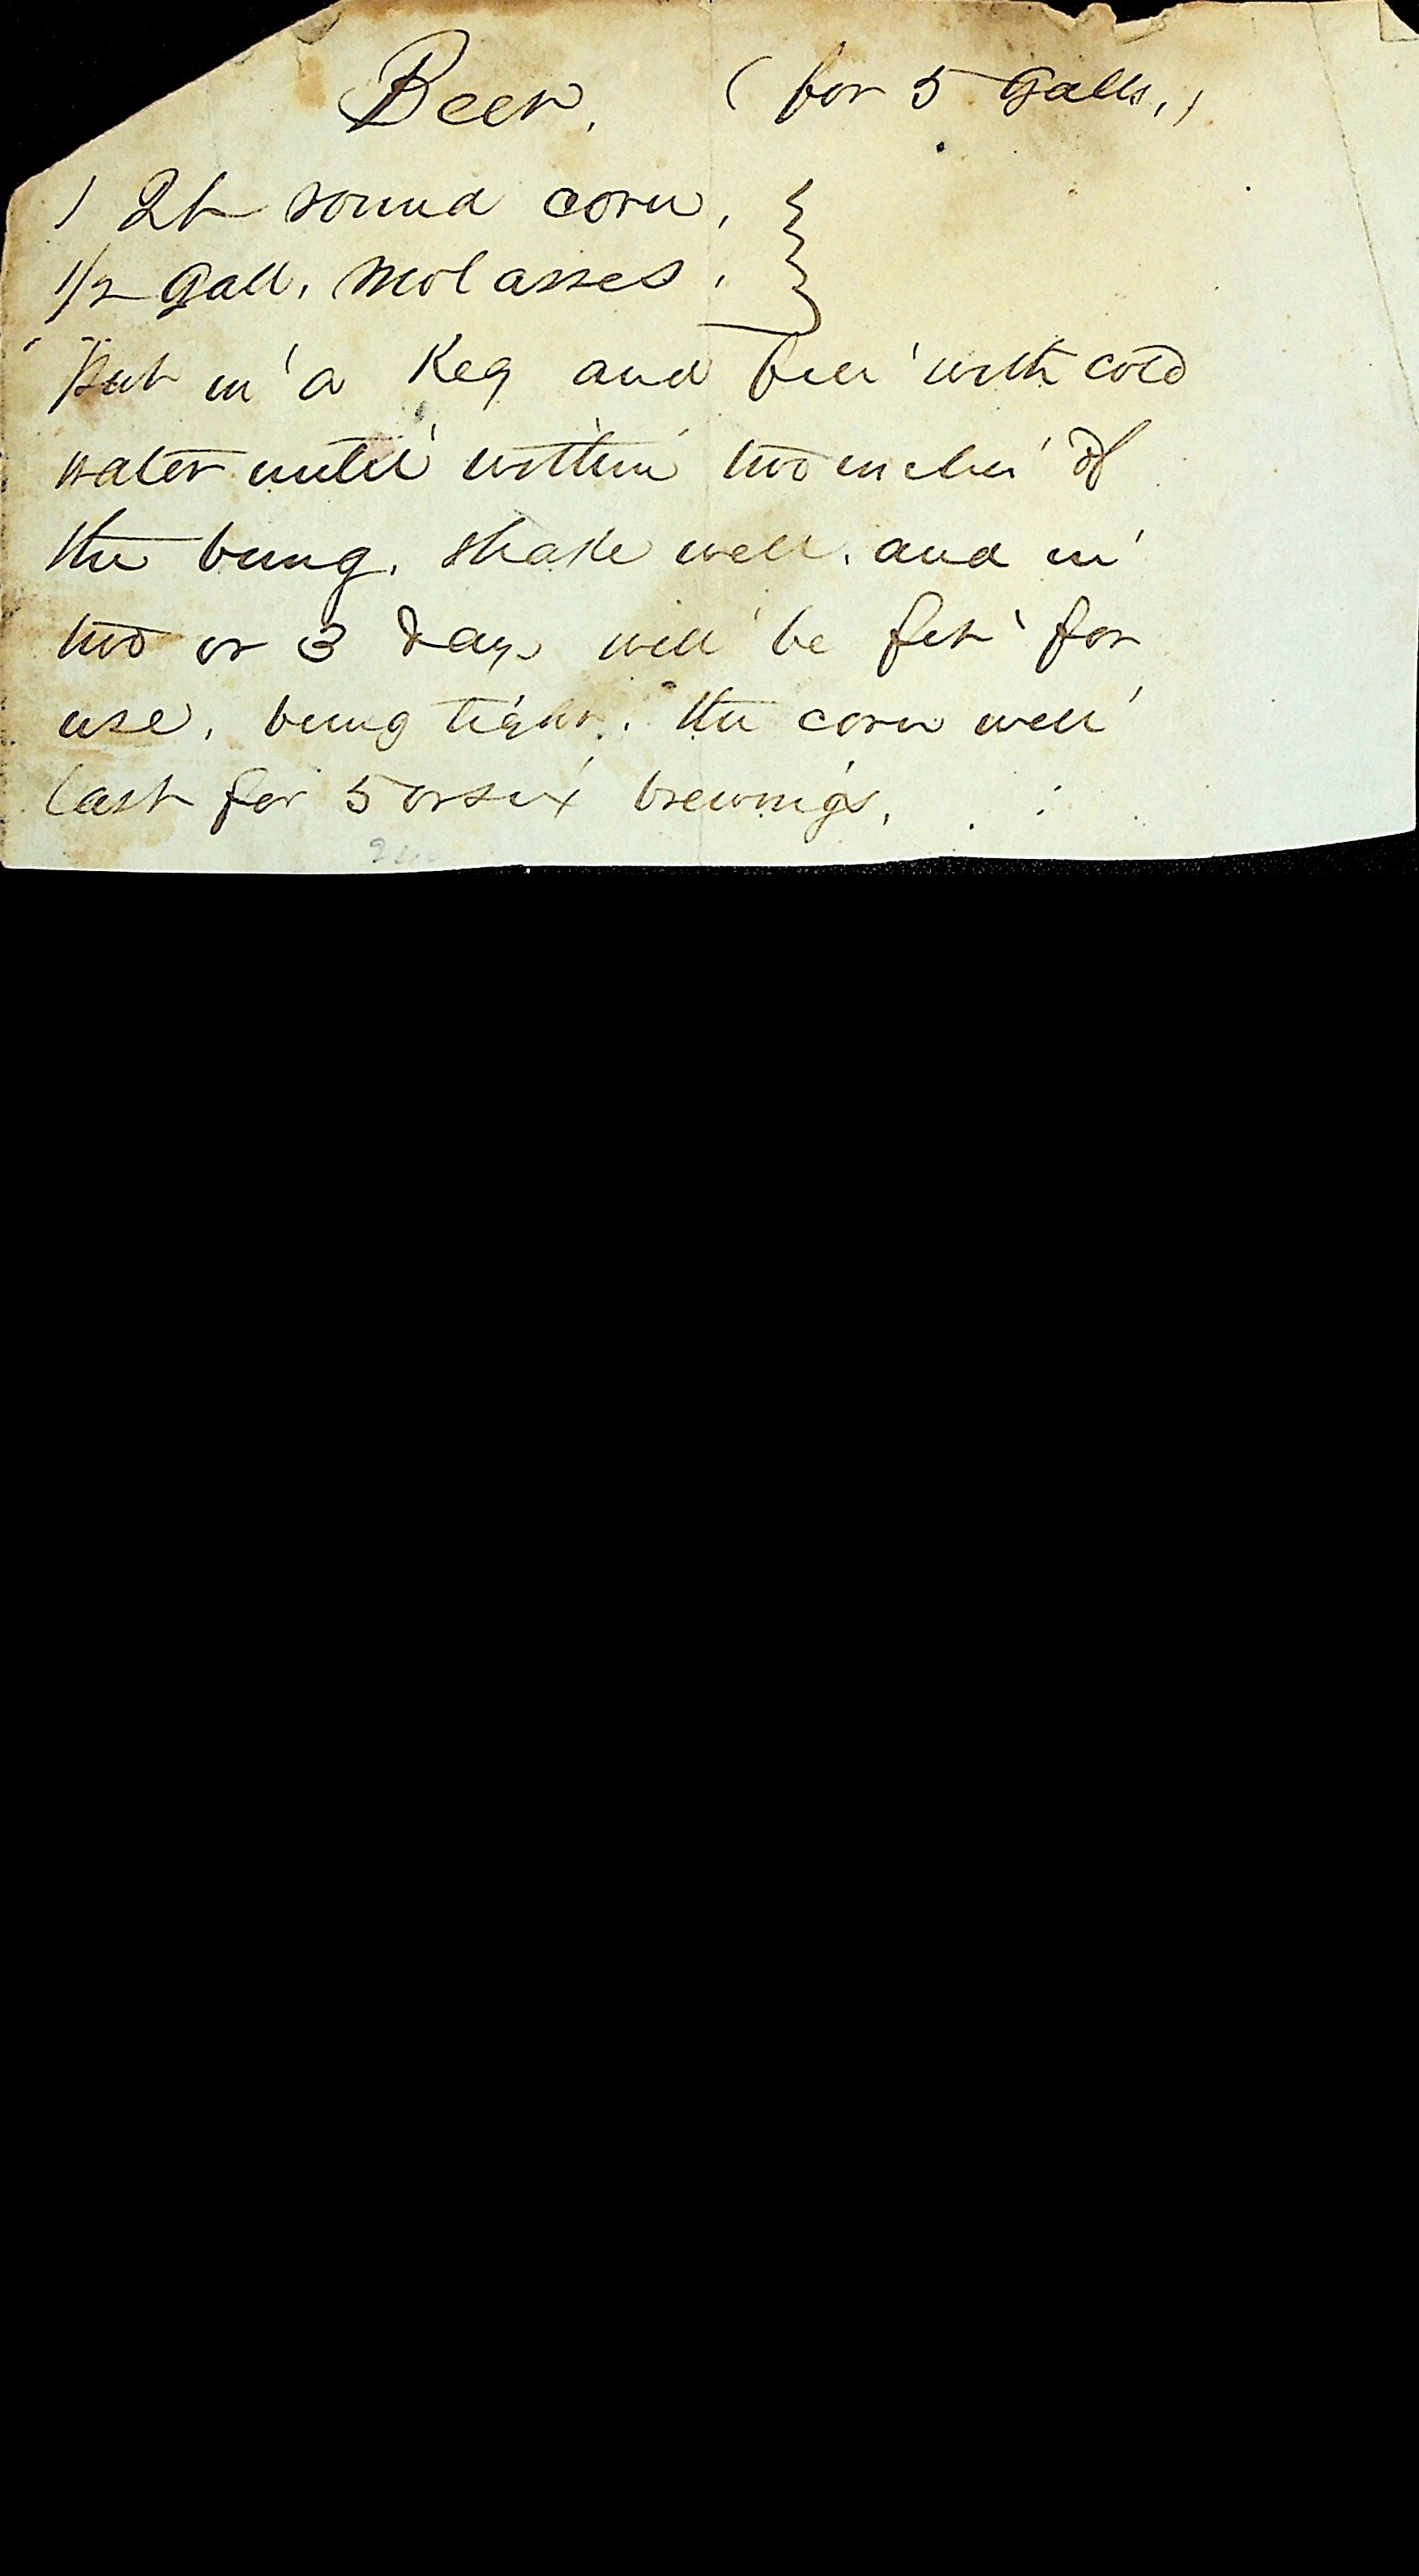 Beer, (for 5 Galls,)
1 Qt sound corn,
1/2 Gall, Molasses,
Put in a Keg and fill with cold
water until within two inches of
the bung, shake well, and in
two or 3 days will be fit for
use, bung tight. the corn will
last for 5 or six brewings.